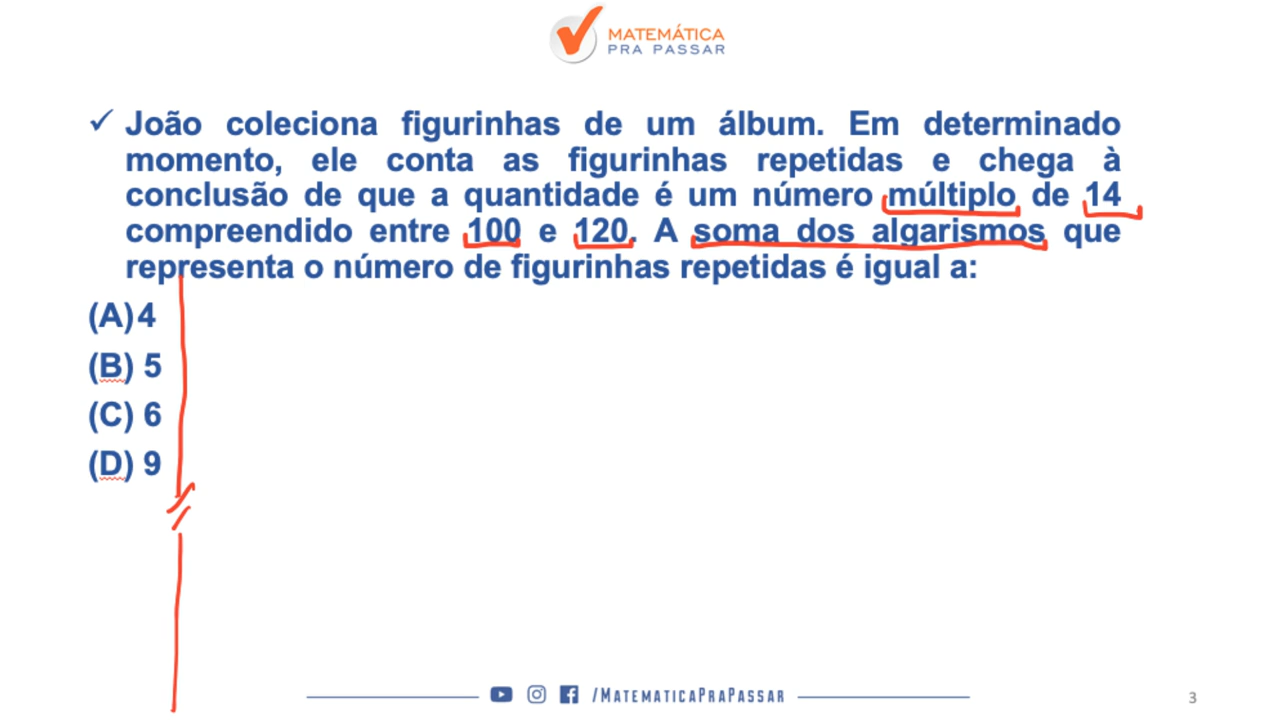 MATEMÁTICA
PRA PASSAR
✓ João coleciona figurinhas de um álbum. Em determinado
momento, ele conta as figurinhas repetidas e chega à
conclusão de que a quantidade é um número múltiplo de 14
compreendido entre 100 e 120. A soma dos algarismos que
representa o número de figurinhas repetidas é igual a:
(A) 4
(B) 5
(C) 6
(D) 9
/MATEMATICAPRAPASSAR
3